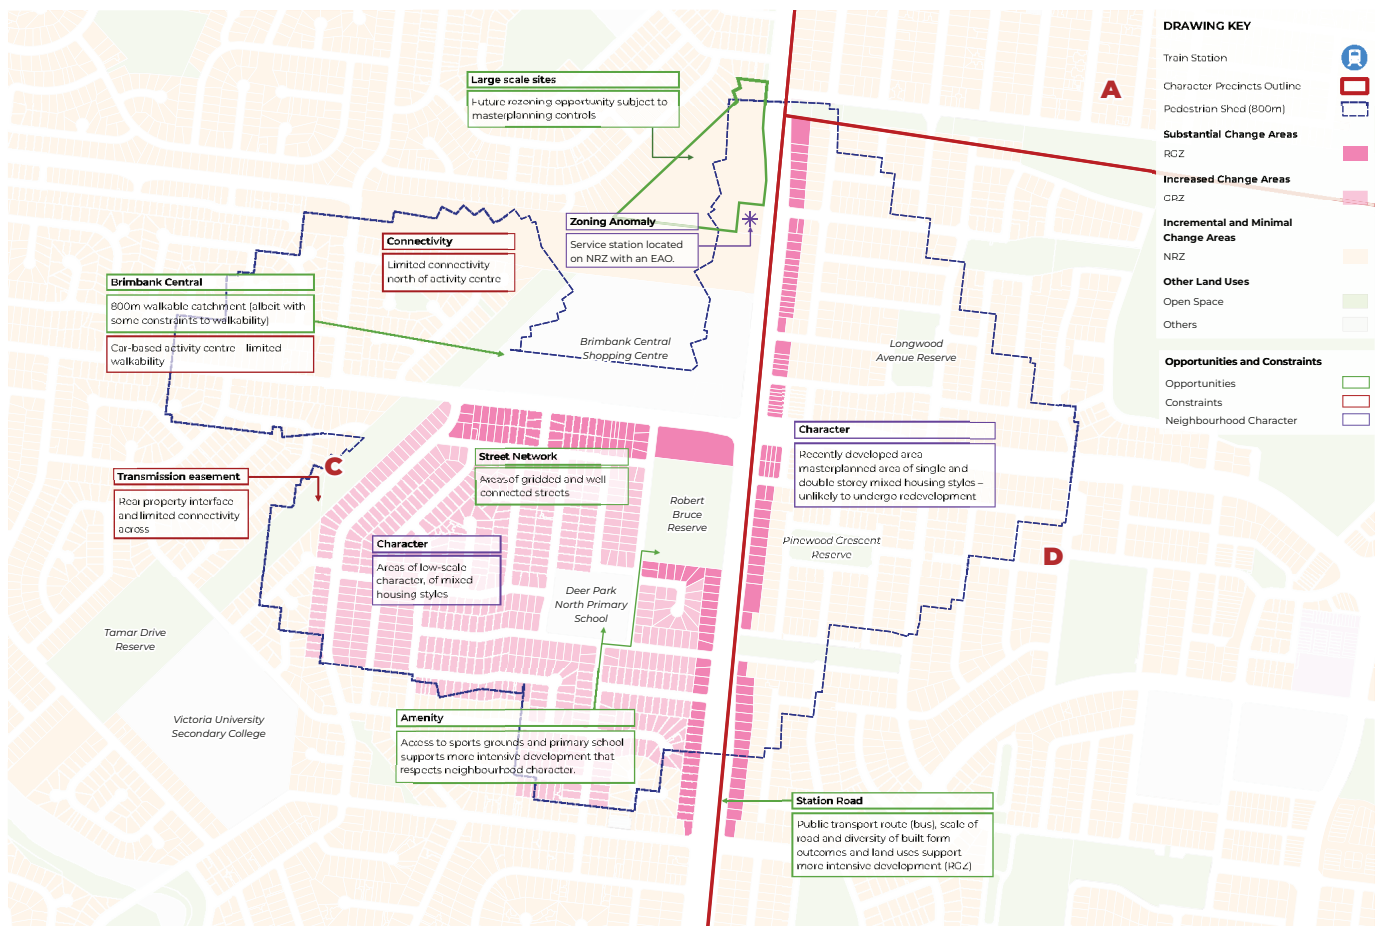 Large scale sites
Future rezoning opportunity subject to
masterplanning controls
Zoning Anomaly
Service station located
on NRZ with an EAO.
Connectivity
Limited connectivity
north of activity centre
Brimbank Central
800m walkable catchment (albeit with
some constraints to walkability)
Car-based activity centre limited
walkability
Brimbank Central
Shopping Centre
Longwood
Avenue Reserve
A
DRAWING KEY
Train Station
Character Precincts Outline
Pedestrian Shed (800m)
Substantial Change Areas
RGZ
Increased Change Areas
GRZ
Incremental and Minimal
Change Areas
NRZ
Other Land Uses
Open Space
Others
Opportunities and Constraints
Opportunities
Constraints
Neighbourhood Character
Character
Recently developed area
masterplanned area of single and
double storey mixed housing styles –
unlikely to undergo redevelopment
C
Transmission easement
Rear property interface
and limited connectivity
across
Street Network
Areas of gridded and well
connected streets
Robert
Bruce
Reserve
Pinewood Crescent
Reserve
D
Character
Areas of low-scale
character, of mixed
housing styles
Deer Park
North Primary
School
Tamar Drive
Reserve
Victoria University
Secondary College
Amenity
Access to sports grounds and primary school
supports more intensive development that
respects neighbourhood character.
Station Road
Public transport route (bus), scale of
road and diversity of built form
outcomes and land uses support
more intensive development (RGZ)